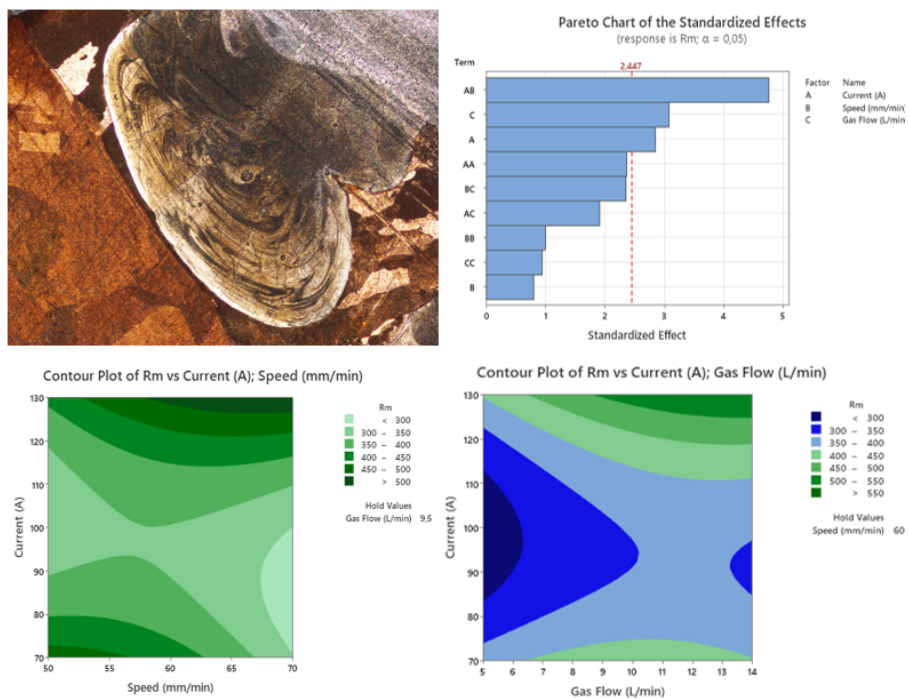 Pareto Chart of the Standardized Effects
(response is Rm; α = 0,05)
Term
2,447
AB
C
A
AA
BC
AC
BB
CC
B
0 1 2 3 4 5
Standardized Effect
Factor Name
A Current (A)
B Speed (mm/min)
C Gas Flow (L/min)
Contour Plot of Rm vs Current (A); Speed (mm/min)
130
120
110
100
90
80
70
Current (A)
50 55 60 65 70
Speed (mm/min)
Rm
< 300
300 – 350
350 – 400
400 – 450
450 – 500
> 500
Hold Values
Gas Flow (L/min) 9,5
Contour Plot of Rm vs Current (A); Gas Flow (L/min)
130
120
110
100
90
80
70
Current (A)
5 6 7 8 9 10 11 12 13 14
Gas Flow (L/min)
Rm
< 300
300 – 350
350 – 400
400 – 450
450 – 500
500 – 550
> 550
Hold Values
Speed (mm/min) 60